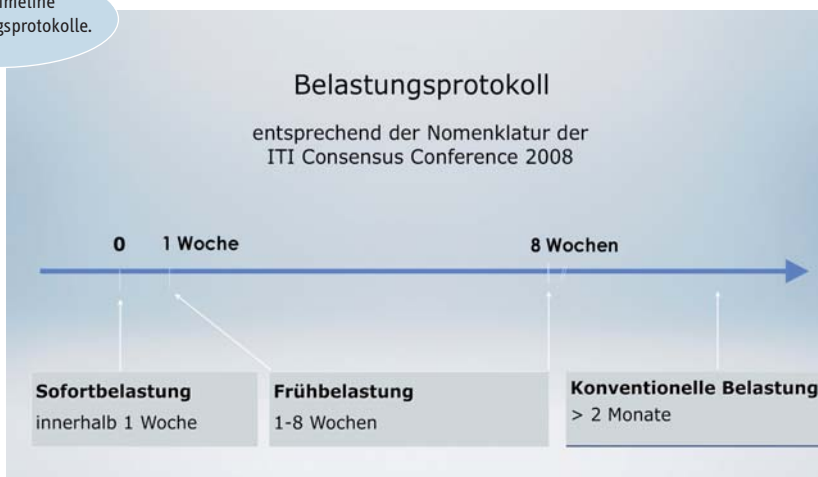 gsprotokolle.
Belastungsprotokoll
entsprechend der Nomenklatur der
ITI Consensus Conference 2008
0 1 Woche 8 Wochen
Sofortbelastung
innerhalb 1 Woche
Frühbelastung
1-8 Wochen
Konventionelle Belastung
> 2 Monate